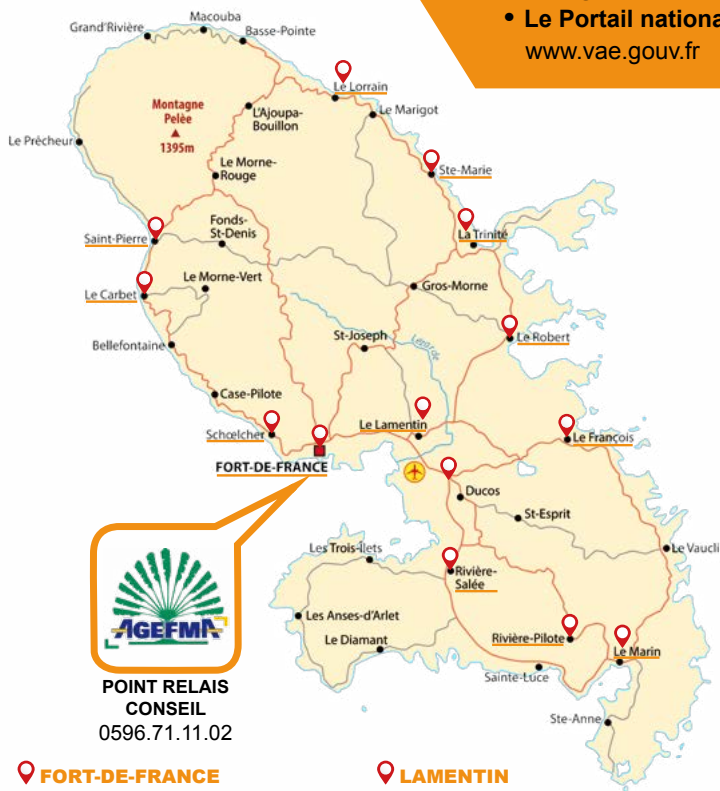 • Le Portail nationa
www.vae.gouv.fr
Macouba
Grand'Rivière
Basse-Pointe
Le Lorrain
Montagne
Pelée
1395m
L'Ajoupa-
Bouillon
Le Marigot
Le Précheur
Le Morne-
Rouge
Ste-Marie
Saint-Pierre
Fonds-
St-Denis
La Trinité
Le Morne-Vert
Le Carbet
Gros-Morne
St-Joseph
Lézarde
Le Robert
Bellefontaine
Case-Pilote
Schœlcher
Le Lamentin
Le François
FORT-DE-FRANCE
Ducos
St-Esprit
Les Trois-Îlets
Le Vaucli
Rivière-
Salée
AGEFMA
Les Anses-d'Arlet
Le Diamant
Rivière-Pilote
Le Marin
Sainte-Luce
POINT RELAIS
CONSEIL
0596.71.11.02
Ste-Anne
FORT-DE-FRANCE
LAMENTIN